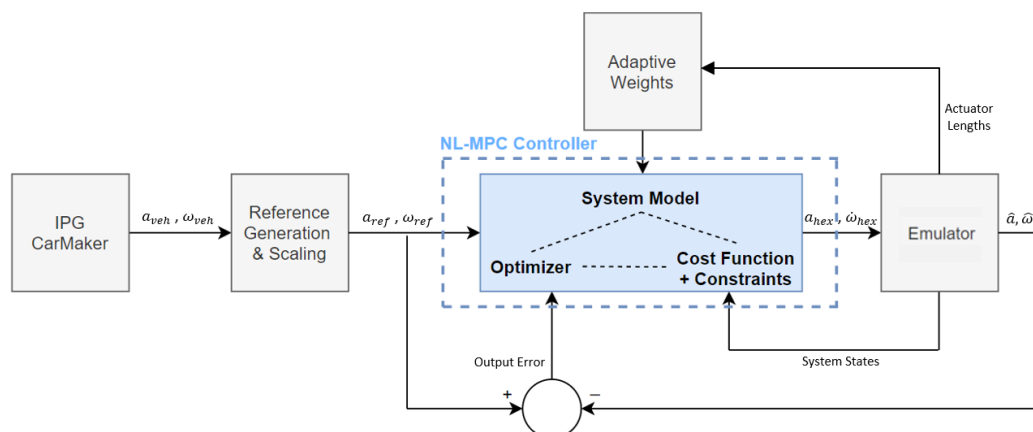 Adaptive
Weights
Actuator
Lengths
NL-MPC Controller
IPG
CarMaker
a_veh , ω_veh
Reference
Generation
& Scaling
a_ref , ω_ref
System Model
Optimizer
Cost Function
+ Constraints
a_hex , ω̇_hex
Emulator
â, ω̂
Output Error
System States
+
−